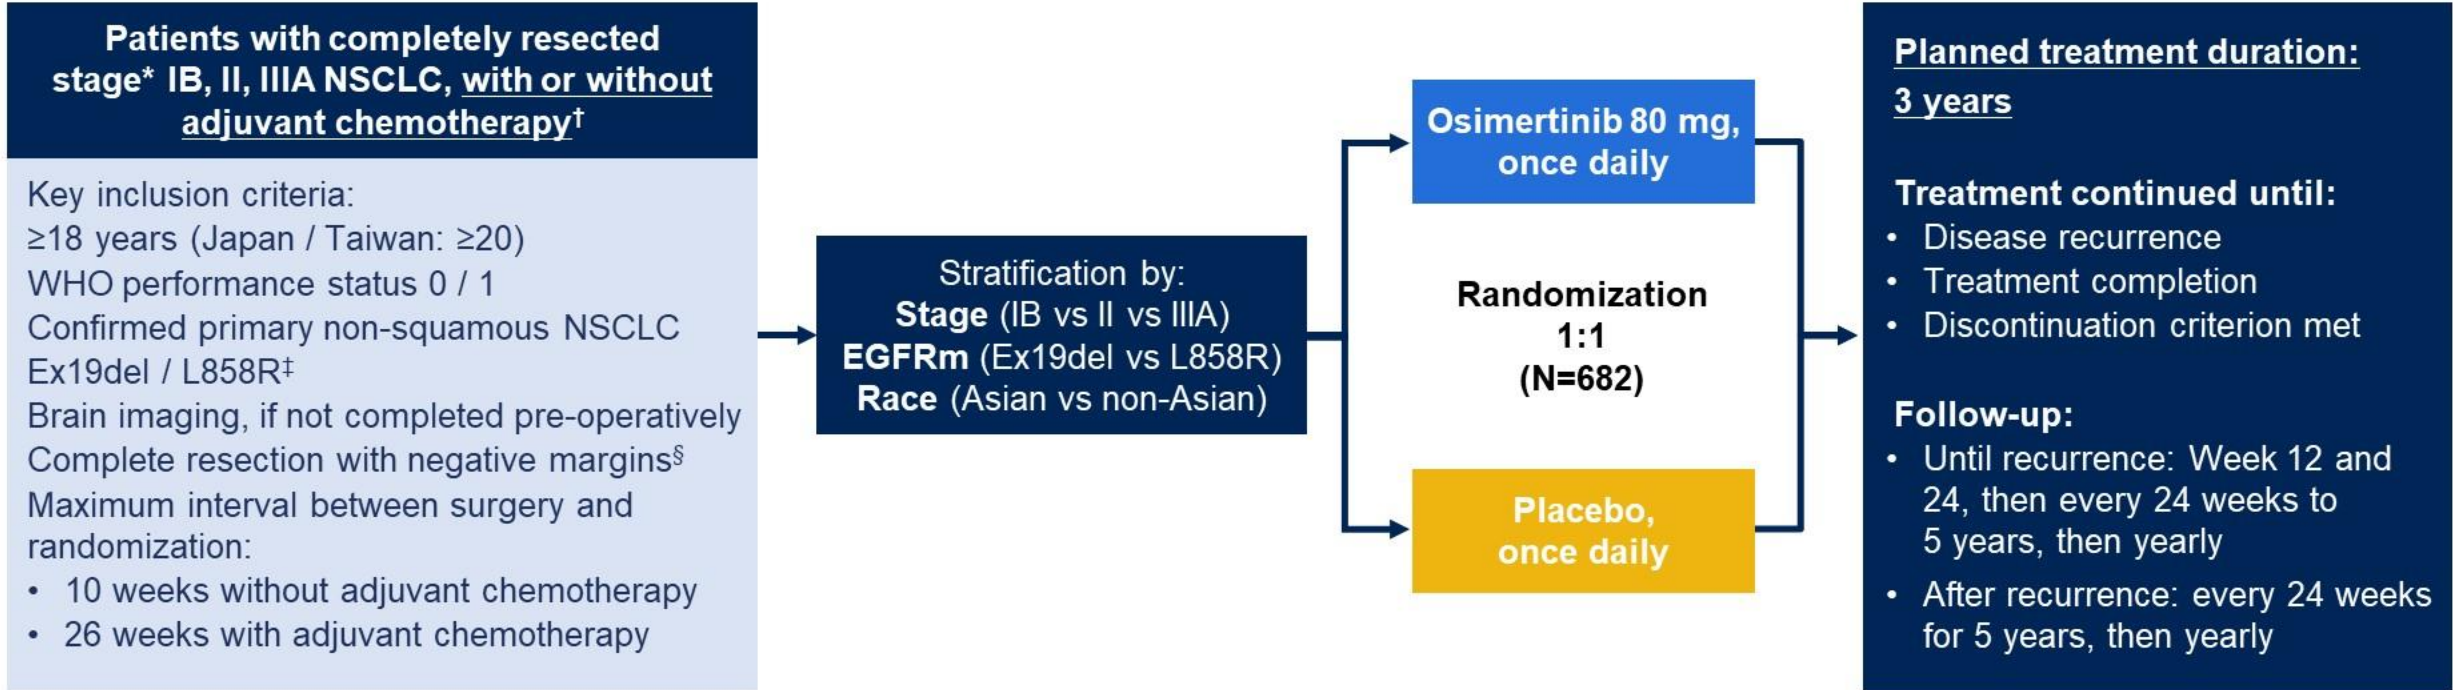 Patients with completely resected
stage* IB, II, IIIA NSCLC, with or without
adjuvant chemotherapy†
Key inclusion criteria:
≥18 years (Japan / Taiwan: ≥20)
WHO performance status 0 / 1
Confirmed primary non-squamous NSCLC
Ex19del / L858R‡
Brain imaging, if not completed pre-operatively
Complete resection with negative margins§
Maximum interval between surgery and
randomization:
• 10 weeks without adjuvant chemotherapy
• 26 weeks with adjuvant chemotherapy
Stratification by:
Stage (IB vs II vs IIIA)
EGFRm (Ex19del vs L858R)
Race (Asian vs non-Asian)
Osimertinib 80 mg,
once daily
Randomization
1:1
(N=682)
Placebo,
once daily
Planned treatment duration:
3 years
Treatment continued until:
• Disease recurrence
• Treatment completion
• Discontinuation criterion met
Follow-up:
• Until recurrence: Week 12 and
24, then every 24 weeks to
5 years, then yearly
• After recurrence: every 24 weeks
for 5 years, then yearly